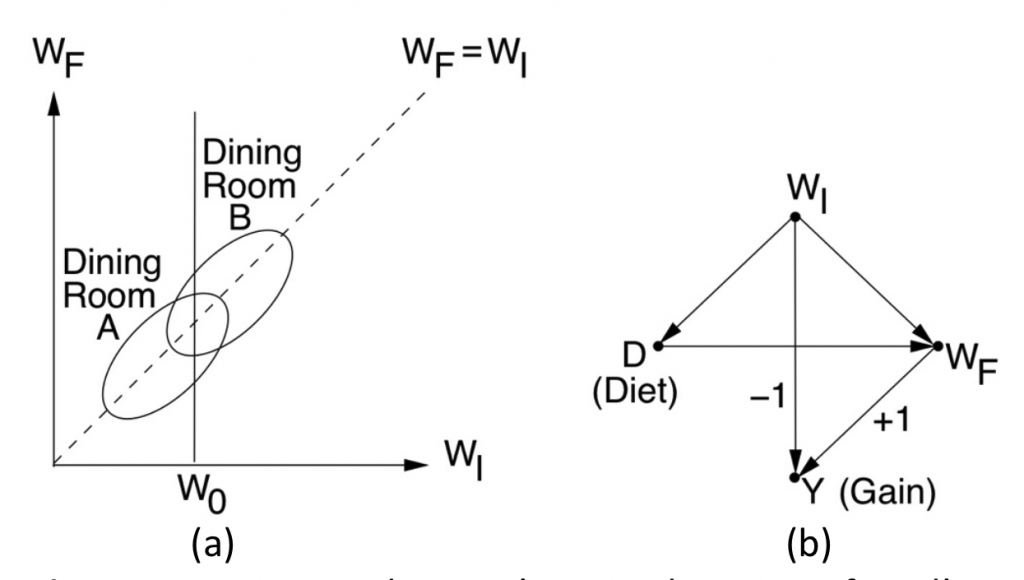 W_F
W_F = W_I
Dining
Room
B
Dining
Room
A
W_I
W_0
(a)
W_I
D
(Diet)
W_F
−1
+1
Y (Gain)
(b)